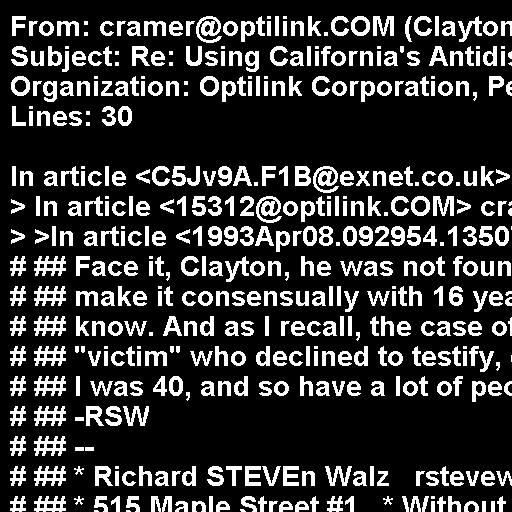 From: cramer@optilink.COM (Clayton
Subject: Re: Using California's Antidis
Organization: Optilink Corporation, Pe
Lines: 30

In article <C5Jv9A.F1B@exnet.co.uk>
> In article <15312@optilink.COM> cra
> >In article <1993Apr08.092954.13507
# ## Face it, Clayton, he was not foun
# ## make it consensually with 16 yea
# ## know. And as I recall, the case of
# ## "victim" who declined to testify,
# ## I was 40, and so have a lot of peo
# ## -RSW
# ## --
# ## * Richard STEVEn Walz   rstevew
# ## * 515 Maple Street #1   * Without